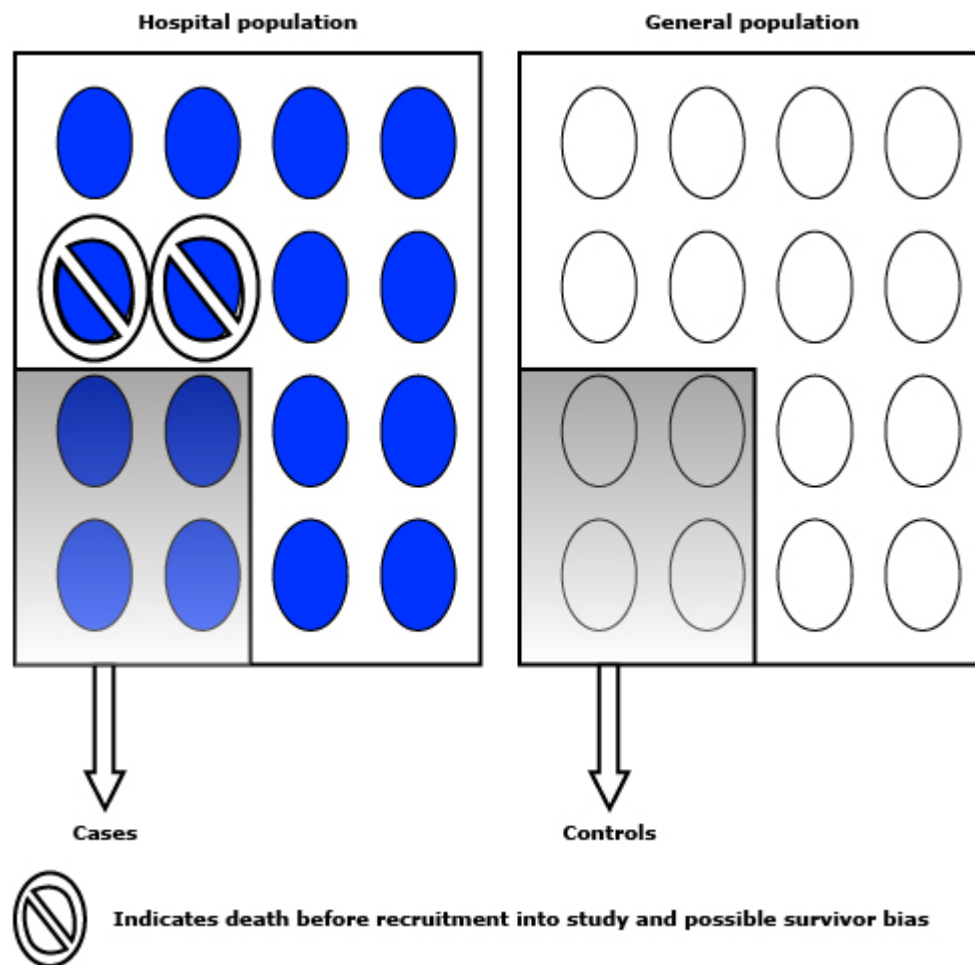 Hospital population
General population
Cases
Controls
Indicates death before recruitment into study and possible survivor bias